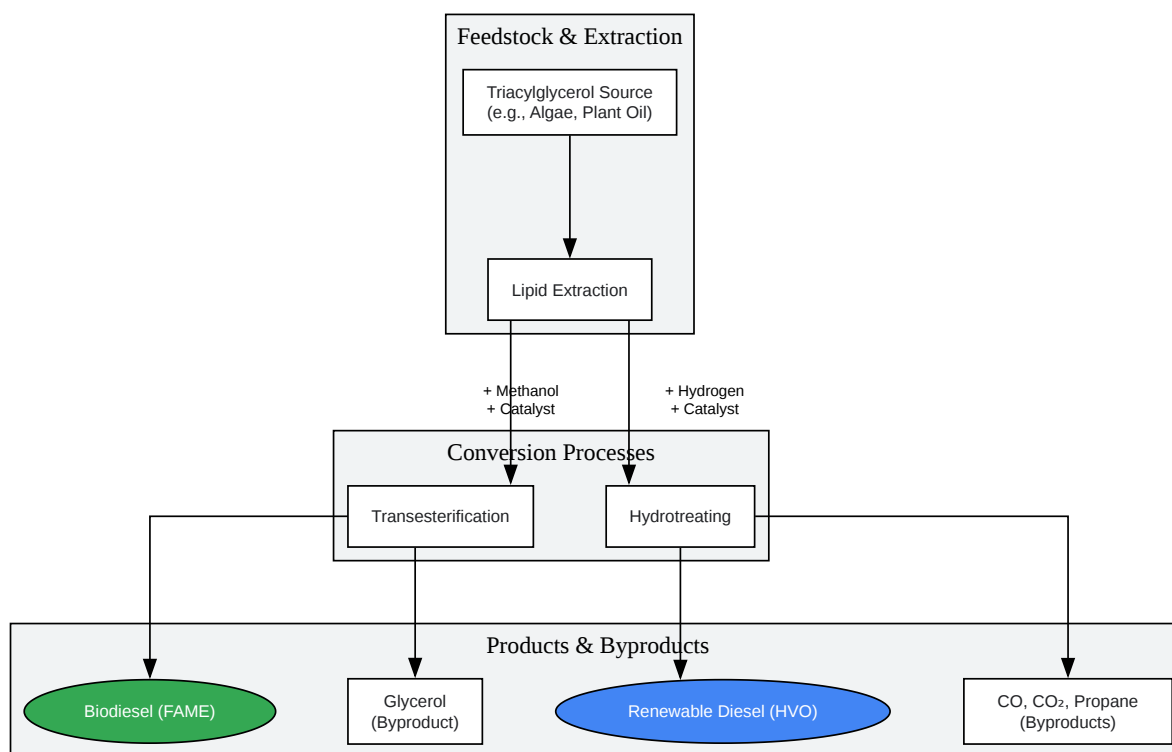 Feedstock & Extraction
Triacylglycerol Source
(e.g., Algae, Plant Oil)
Lipid Extraction
+ Methanol
+ Catalyst
+ Hydrogen
+ Catalyst
Conversion Processes
Transesterification
Hydrotreating
Products & Byproducts
Biodiesel (FAME)
Glycerol
(Byproduct)
Renewable Diesel (HVO)
CO, CO₂, Propane
(Byproducts)